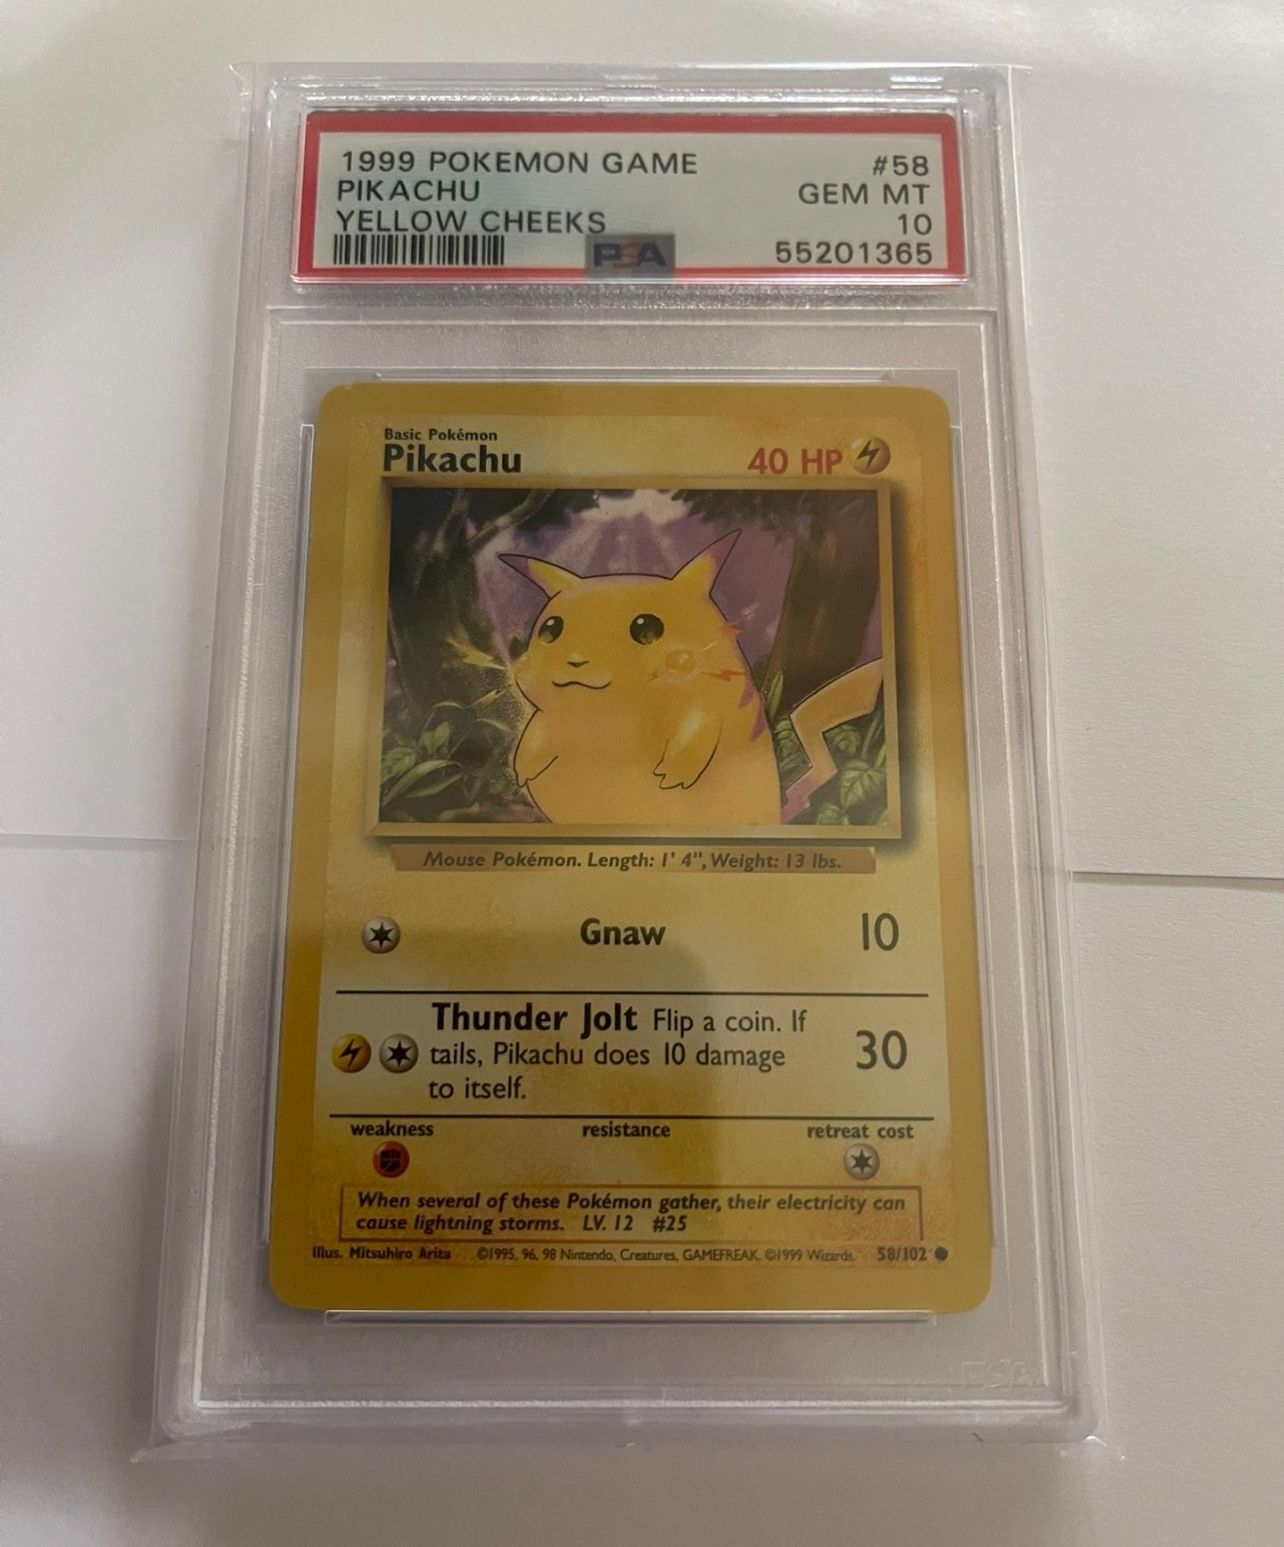 1999 POKEMON GAME #58
PIKACHU GEM MT
YELLOW CHEEKS 10
PSA 55201365
Basic Pokémon
Pikachu 40 HP
Mouse Pokémon. Length: 1' 4", Weight: 13 lbs.
Gnaw 10
Thunder Jolt Flip a coin. If
tails, Pikachu does 10 damage 30
to itself.
weakness resistance retreat cost
When several of these Pokémon gather, their electricity can
cause lightning storms. LV. 12 #25
Illus. Mitsuhiro Arita ©1995, 96, 98 Nintendo, Creatures, GAMEFREAK. ©1999 Wizards. 58/102
PSA